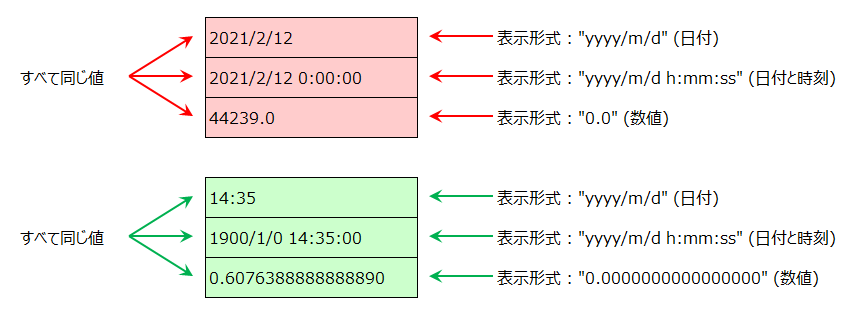 2021/2/12 表示形式："yyyy/m/d" (日付)
すべて同じ値 2021/2/12 0:00:00 表示形式："yyyy/m/d h:mm:ss" (日付と時刻)
44239.0 表示形式："0.0" (数値)
14:35 表示形式："yyyy/m/d" (日付)
すべて同じ値 1900/1/0 14:35:00 表示形式："yyyy/m/d h:mm:ss" (日付と時刻)
0.6076388888888890 表示形式："0.0000000000000000" (数値)